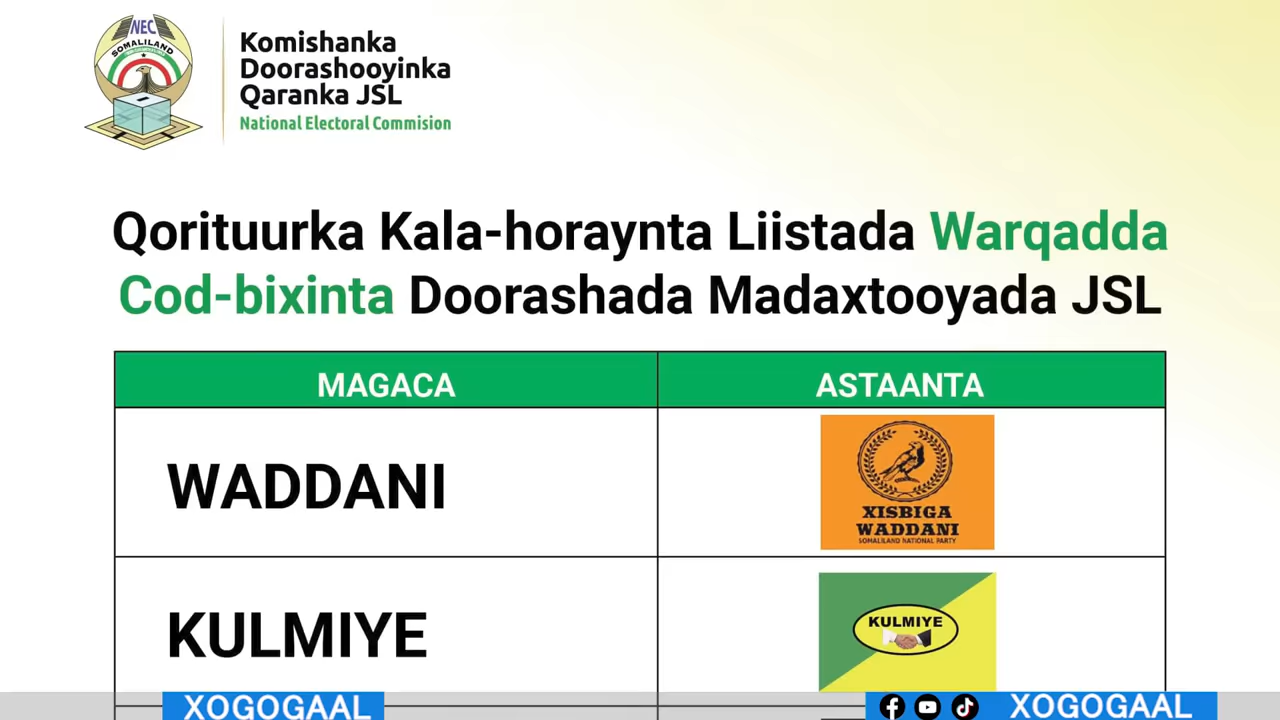 NEC
SOMALILAND
Komishanka
Doorashooyinka
Qaranka JSL
National Electoral Commision
Qorituurka Kala-horaynta Liistada Warqadda
Cod-bixinta Doorashada Madaxtooyada JSL
MAGACA
ASTAANTA
WADDANI
XISBIGA
WADDANI
SOMALILAND NATIONAL PARTY
KULMIYE
KULMIYE
XOGOGAAL
XOGOGAAL